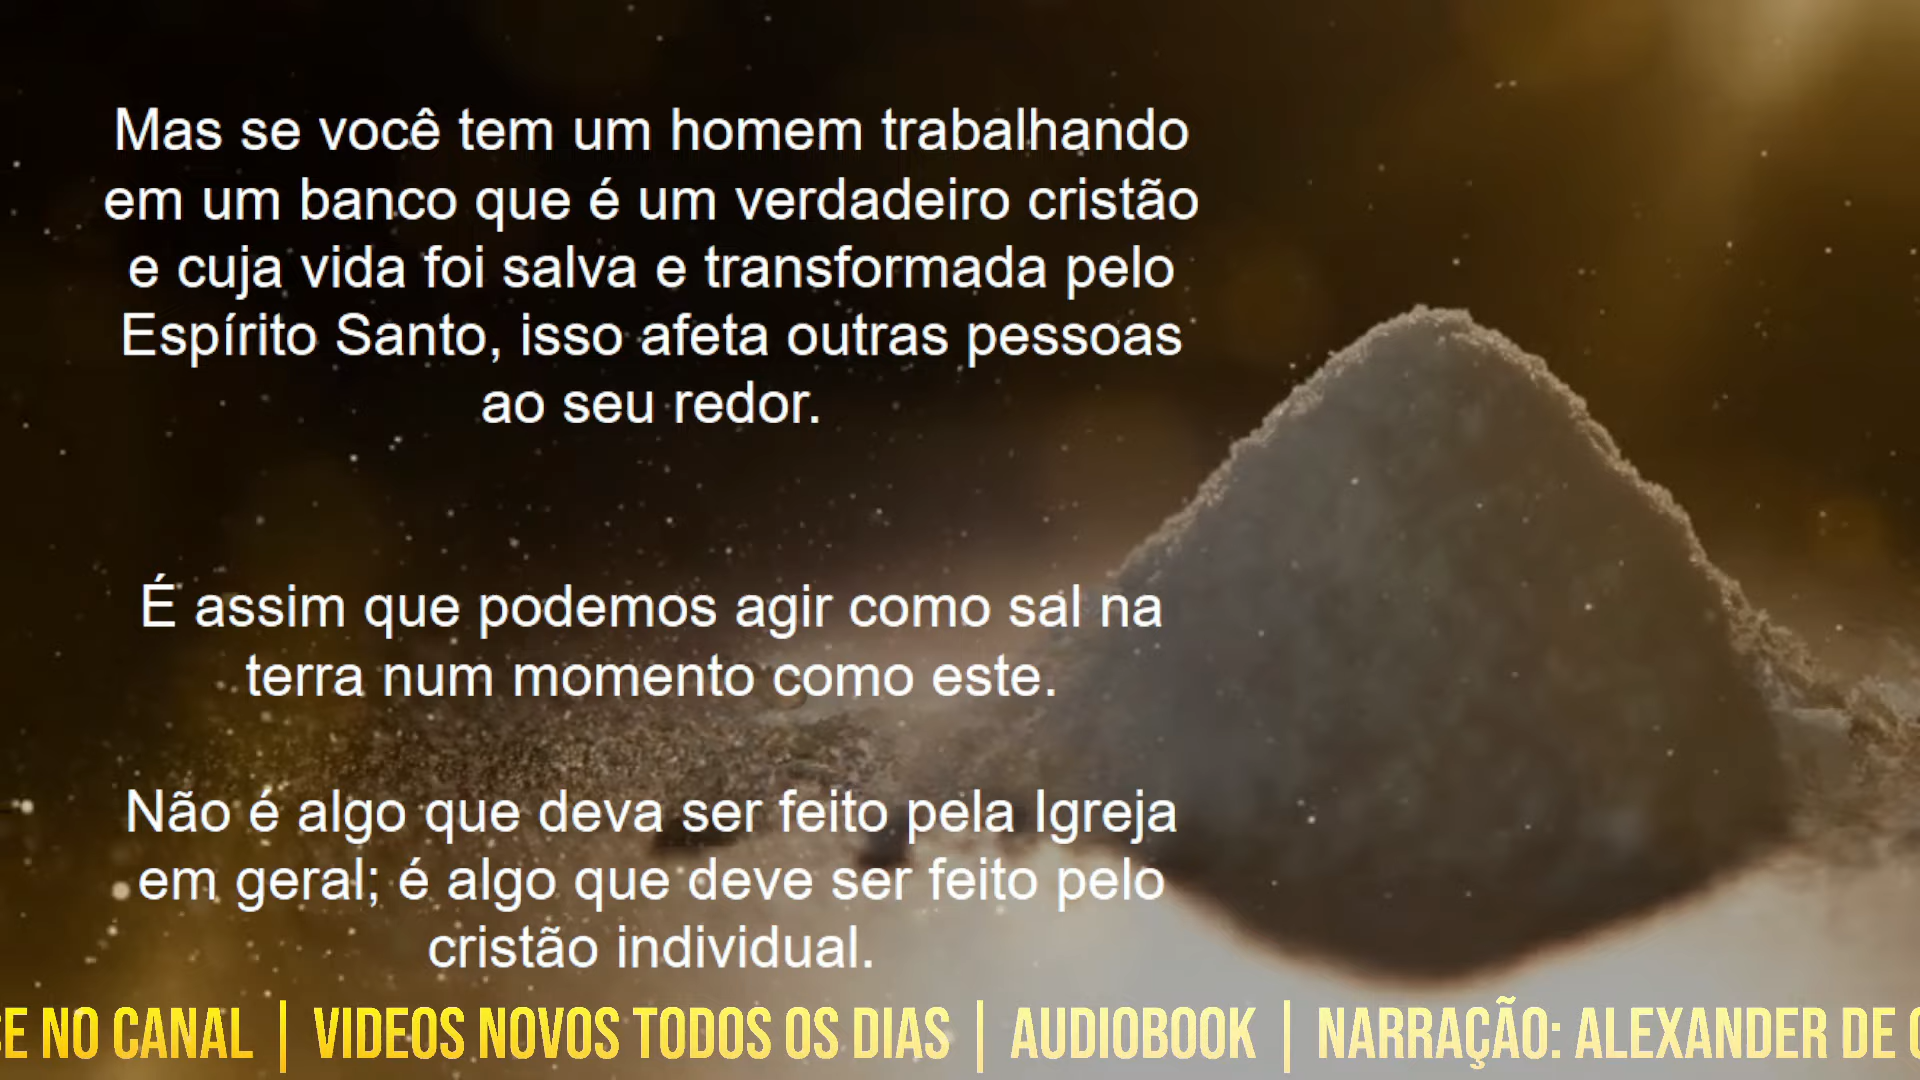 Mas se você tem um homem trabalhando
em um banco que é um verdadeiro cristão
e cuja vida foi salva e transformada pelo
Espírito Santo, isso afeta outras pessoas
ao seu redor.
É assim que podemos agir como sal na
terra num momento como este.
Não é algo que deva ser feito pela Igreja
em geral; é algo que deve ser feito pelo
cristão individual.
NO CANAL | VIDEOS NOVOS TODOS OS DIAS | AUDIOBOOK | NARRAÇÃO: ALEXANDER DE